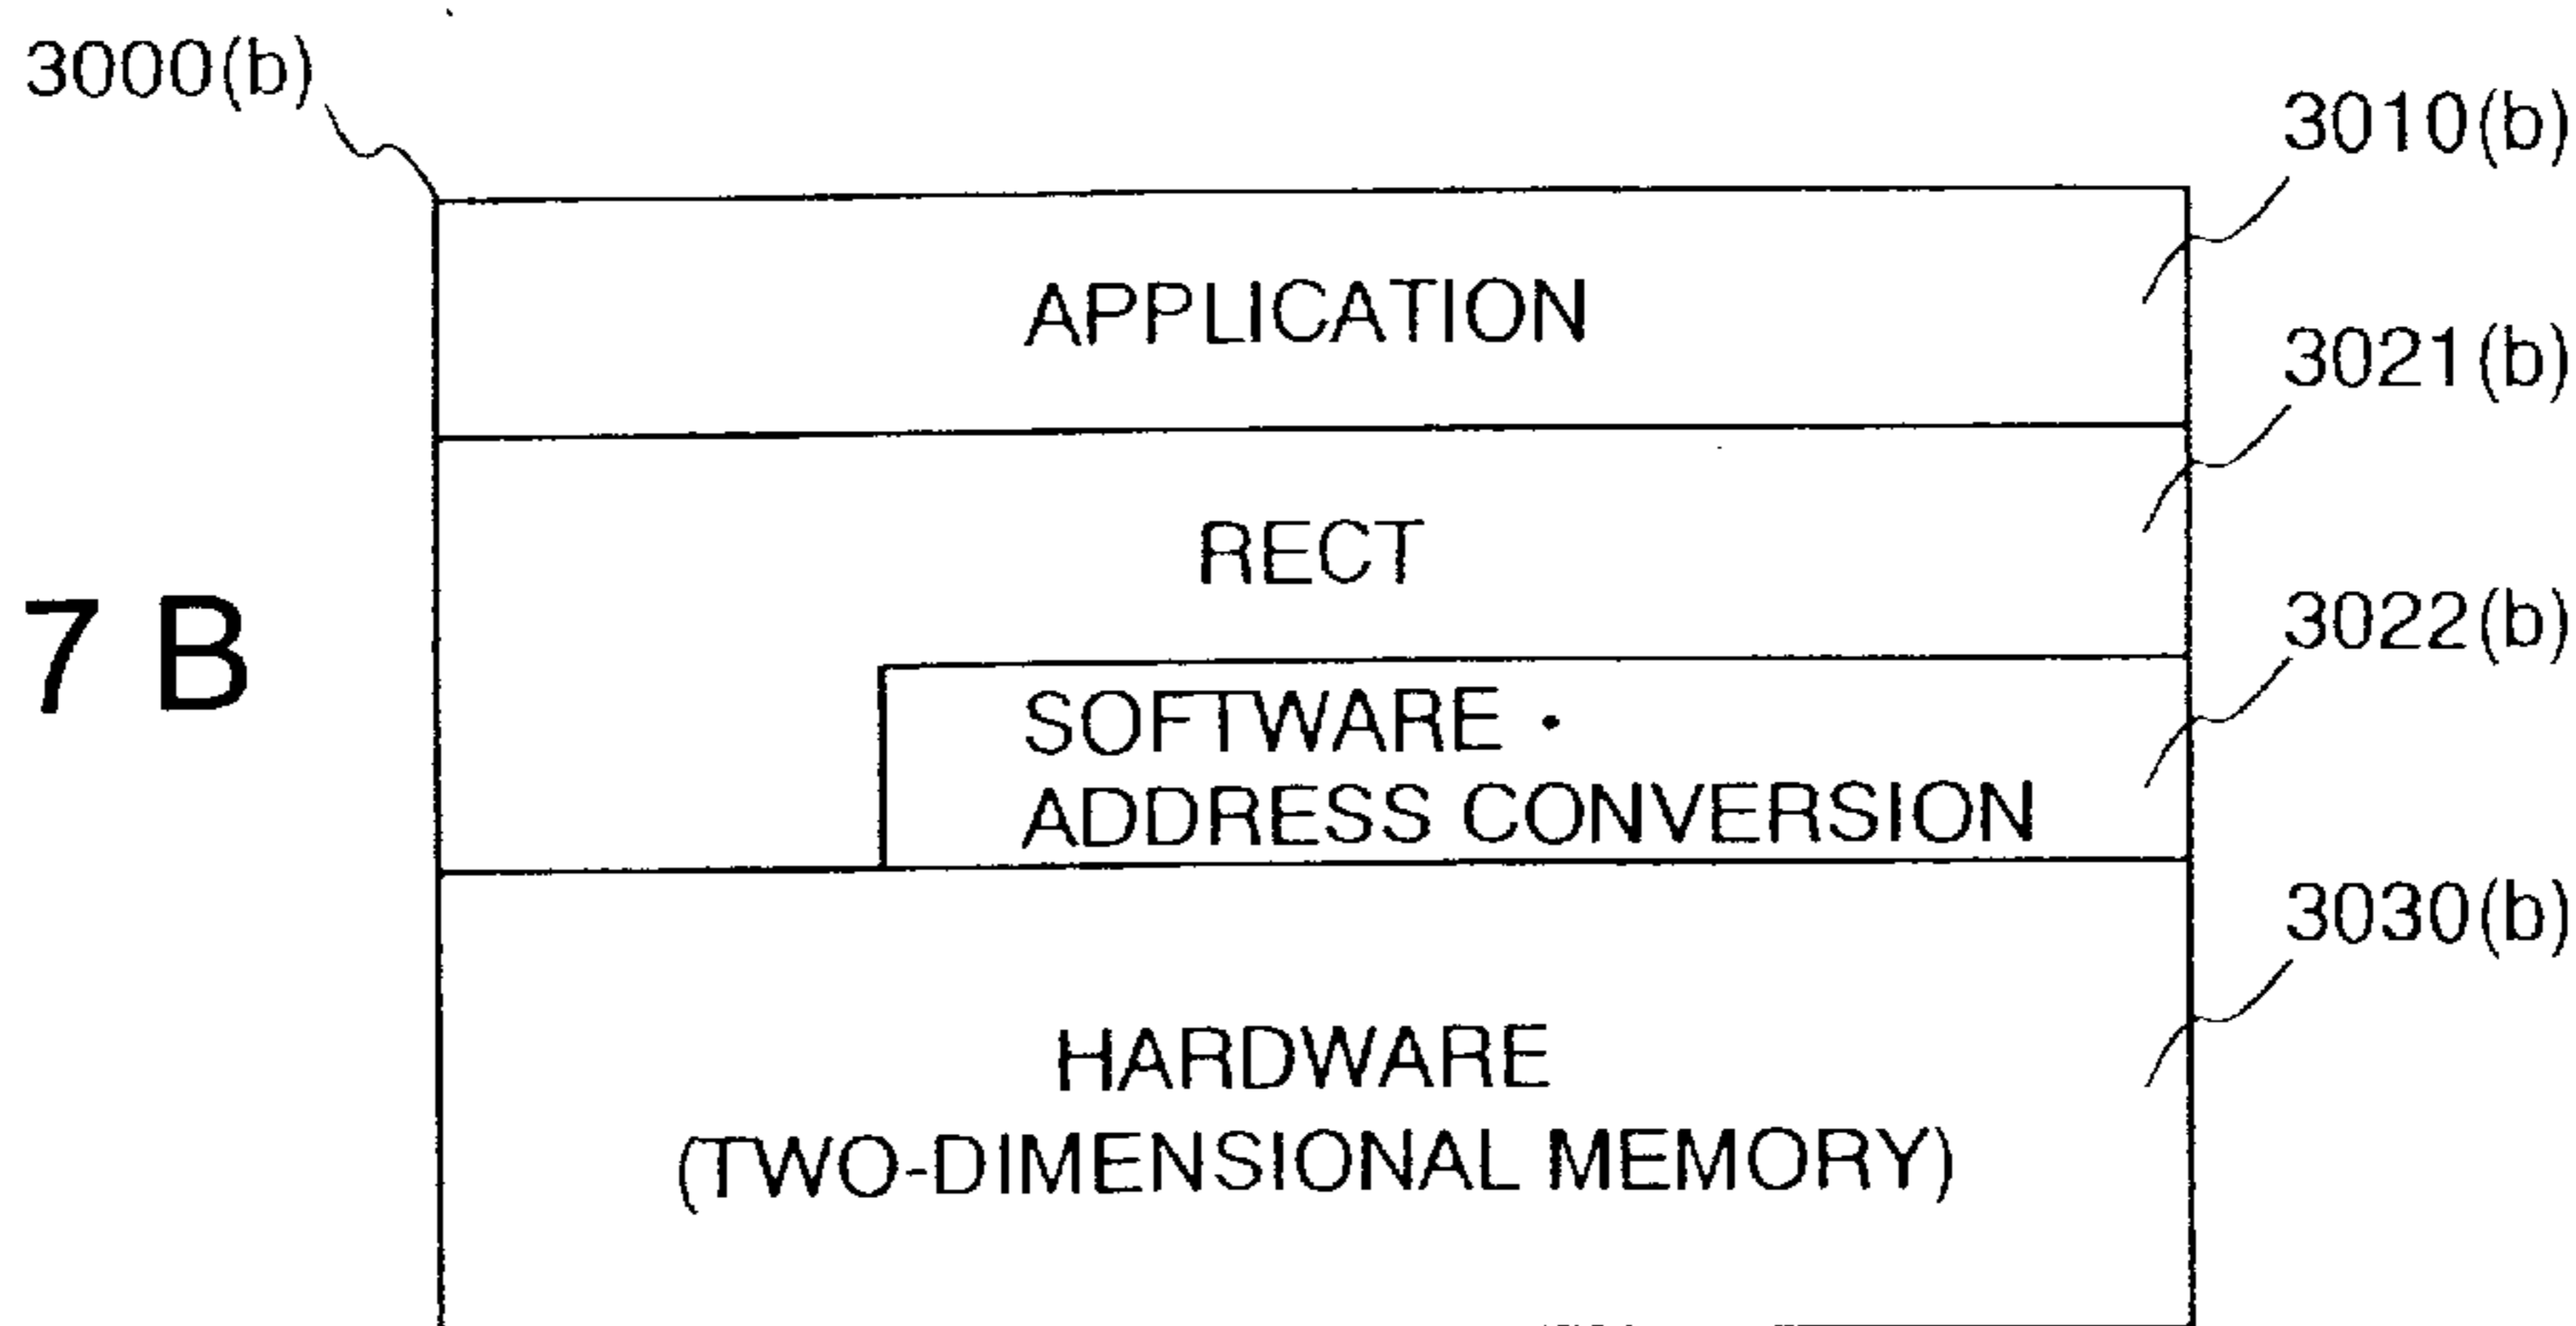 3000(b)
3010(b)
APPLICATION
3021(b)
RECT
7 B
3022(b)
SOFTWARE ·
ADDRESS CONVERSION
3030(b)
HARDWARE
(TWO-DIMENSIONAL MEMORY)